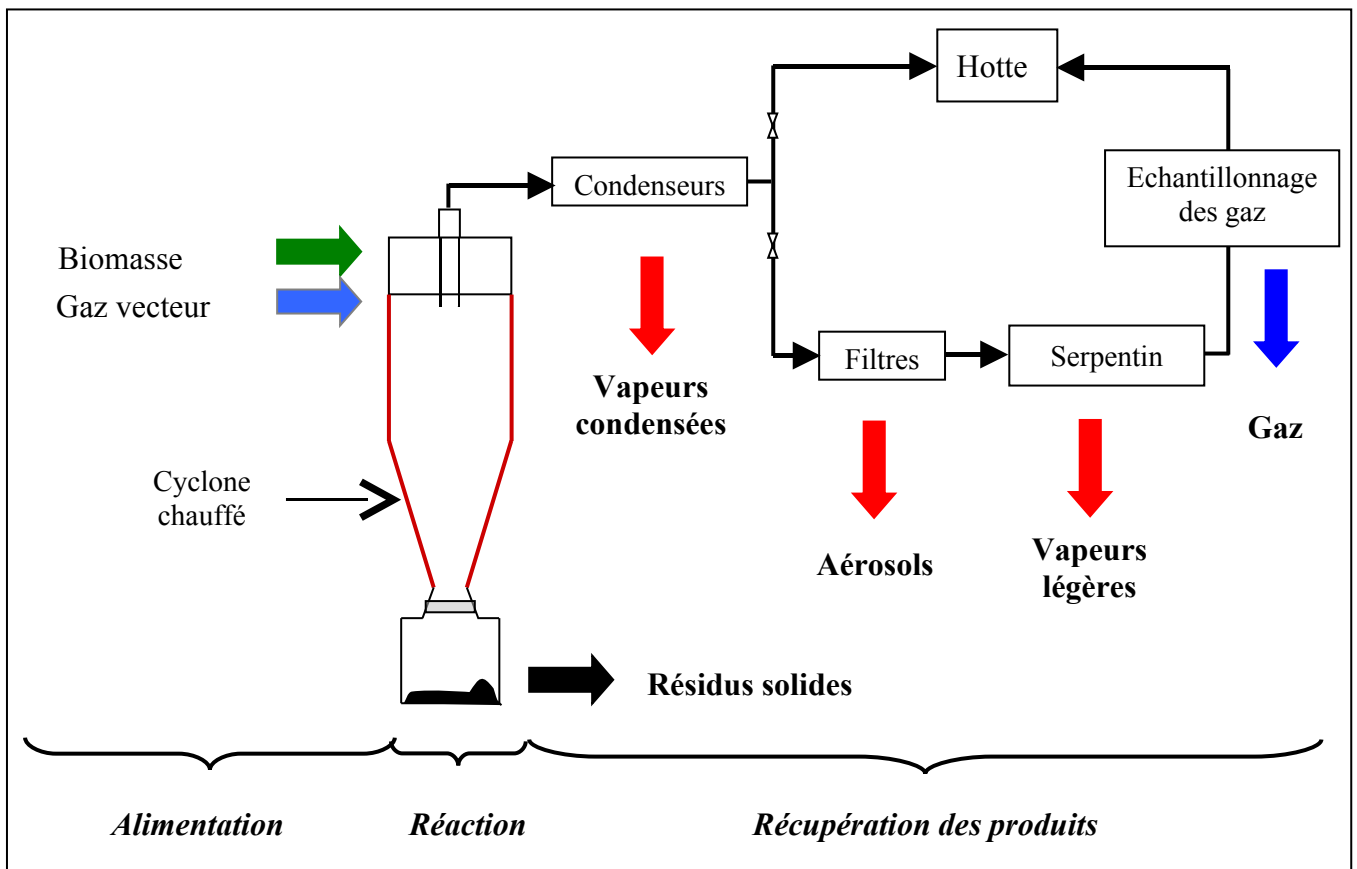 Hotte
Condenseurs
Echantillonnage
des gaz
Biomasse
Gaz vecteur
Filtres
Serpentin
Vapeurs
condensées
Gaz
Cyclone
chauffé
Aérosols
Vapeurs
légères
Résidus solides
Alimentation
Réaction
Récupération des produits